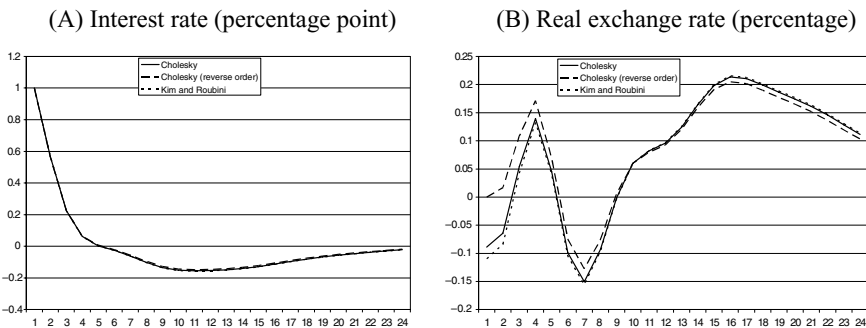 (A) Interest rate (percentage point)
(B) Real exchange rate (percentage)
1.2
1
0.8
0.6
0.4
0.2
0
−0.2
−0.4
Cholesky
Cholesky (reverse order)
Kim and Roubini
1 2 3 4 5 6 7 8 9 10 11 12 13 14 15 16 17 18 19 20 21 22 23 24
0.25
0.2
0.15
0.1
0.05
0
−0.05
−0.1
−0.15
−0.2
Cholesky
Cholesky (reverse order)
Kim and Roubini
1 2 3 4 5 6 7 8 9 10 11 12 13 14 15 16 17 18 19 20 21 22 23 24